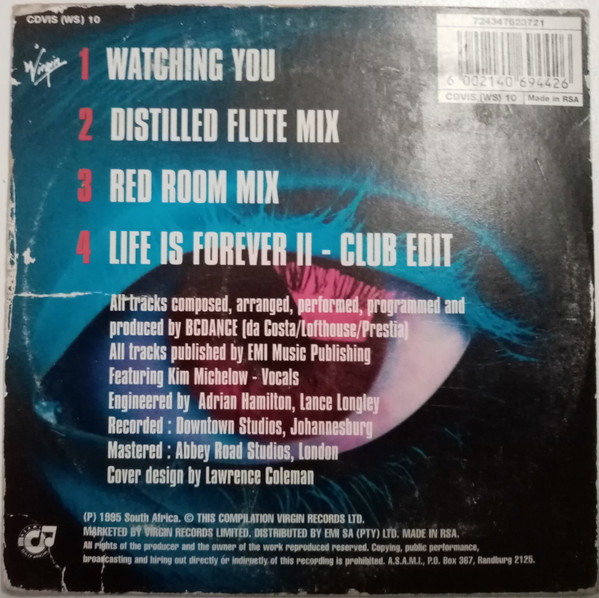 CDVIS (WS) 10
724347620721
Virgin
6 002140 694426
CDVIS (WS) 10 Made in RSA
1 WATCHING YOU
2 DISTILLED FLUTE MIX
3 RED ROOM MIX
4 LIFE IS FOREVER II - CLUB EDIT
All tracks composed, arranged, performed, programmed and
produced by BCDANCE (da Costa/Lofthouse/Prestia)
All tracks published by EMI Music Publishing
Featuring Kim Michelow - Vocals
Engineered by Adrian Hamilton, Lance Longley
Recorded : Downtown Studios, Johannesburg
Mastered : Abbey Road Studios, London
Cover design by Lawrence Coleman
(P) 1995 South Africa. © THIS COMPILATION VIRGIN RECORDS LTD.
MARKETED BY VIRGIN RECORDS LIMITED, DISTRIBUTED BY EMI SA (PTY) LTD. MADE IN RSA.
All rights of the producer and the owner of the work reproduced reserved. Copying, public performance,
broadcasting and hiring out directly or indirectly of this recording is prohibited. A.S.A.M.I., P.O. Box 367, Randburg 2125.